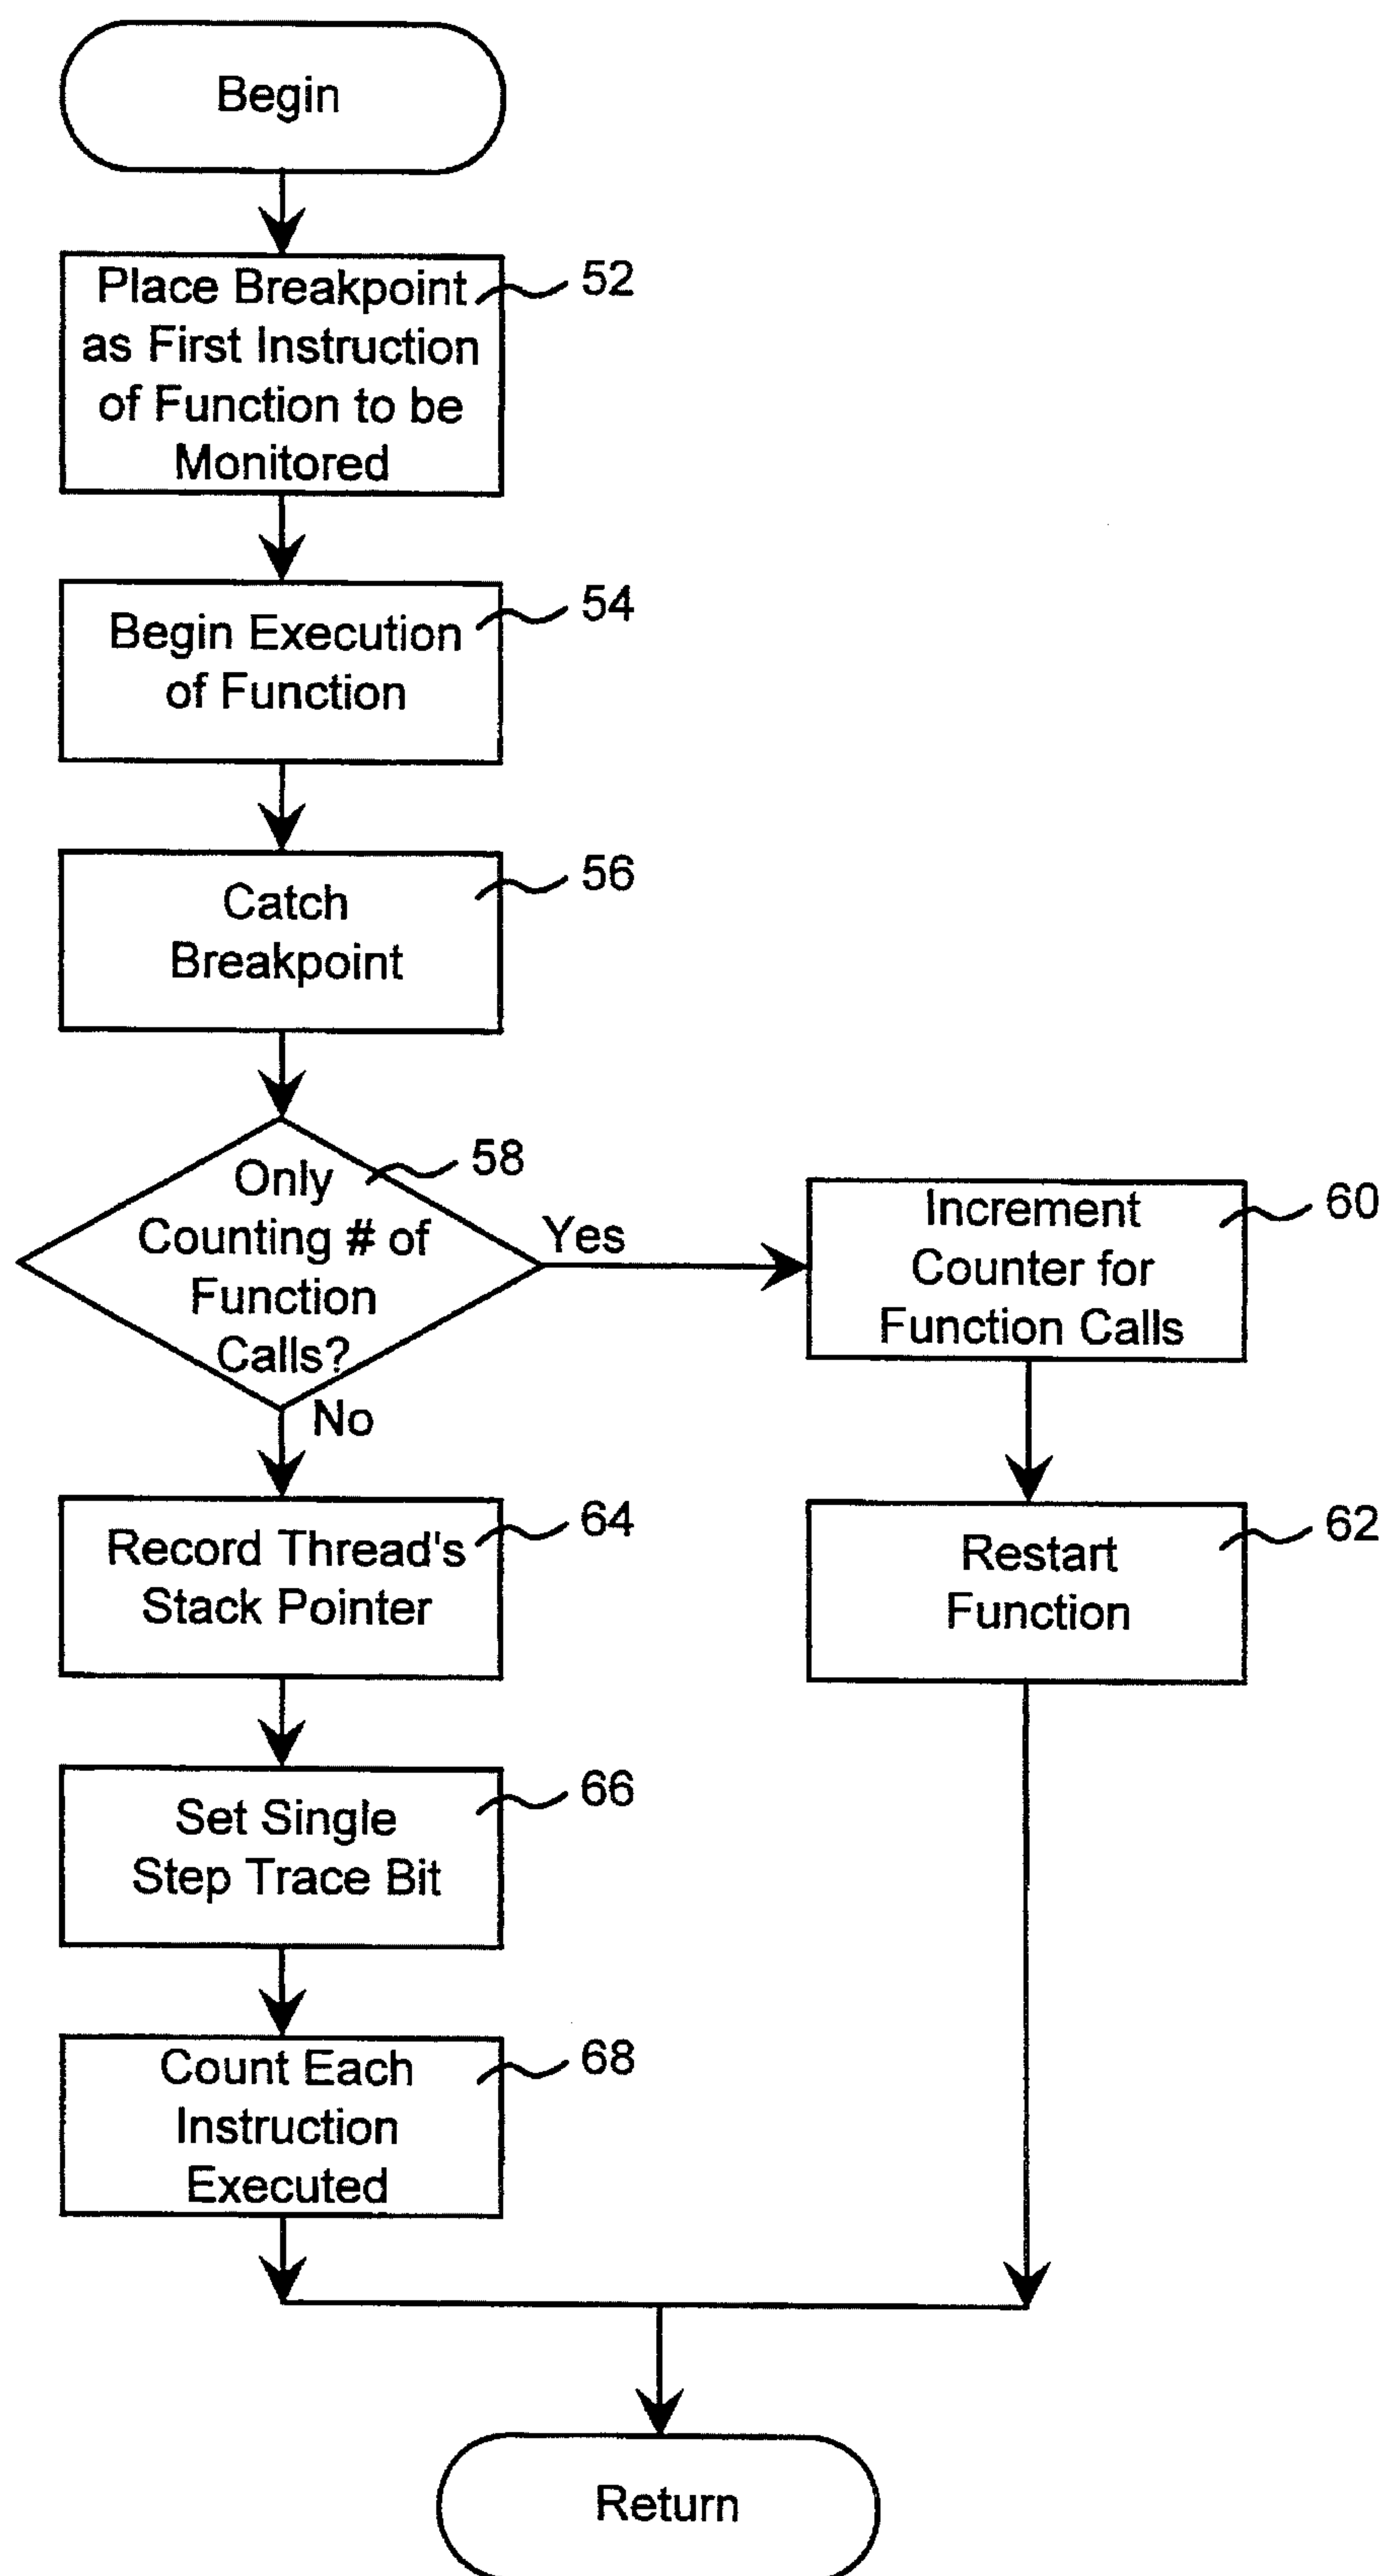 Begin
Place Breakpoint
as First Instruction
of Function to be
Monitored
52
Begin Execution
of Function
54
Catch
Breakpoint
56
Only
Counting # of
Function
Calls?
58
Yes
No
Increment
Counter for
Function Calls
60
Restart
Function
62
Record Thread's
Stack Pointer
64
Set Single
Step Trace Bit
66
Count Each
Instruction
Executed
68
Return